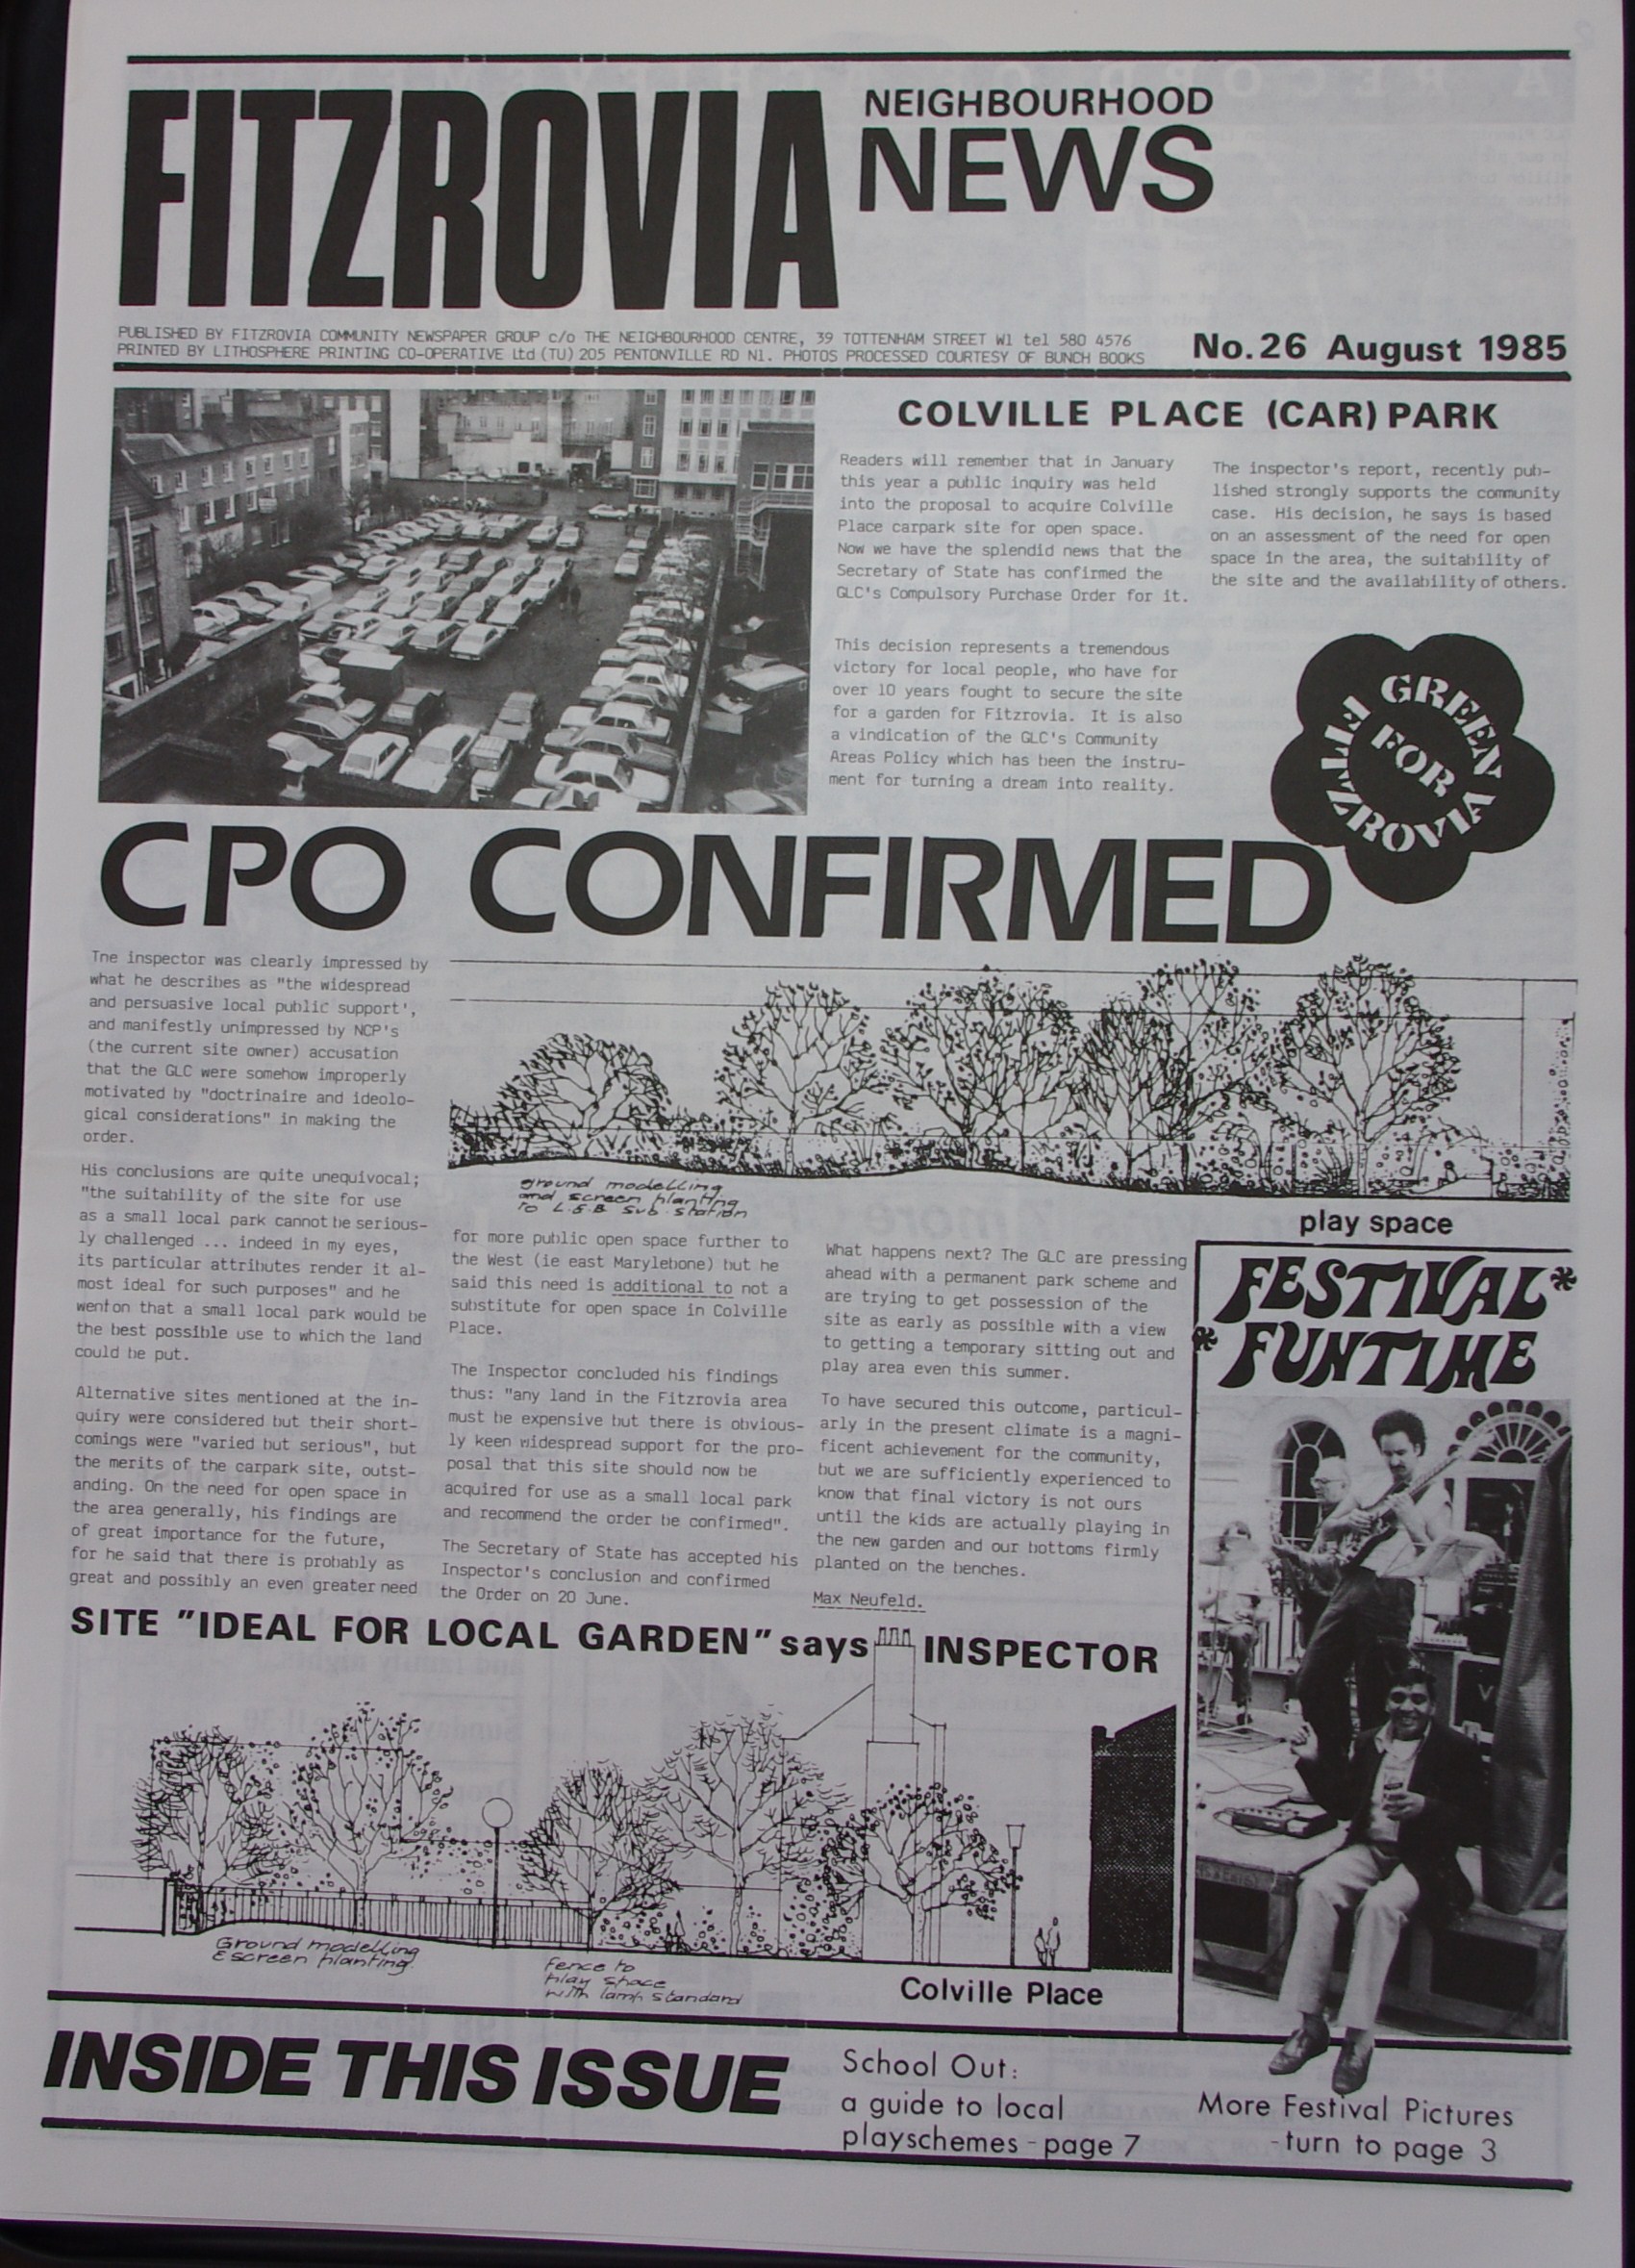 FITZROVIA
NEIGHBOURHOOD
NEWS
PUBLISHED BY FITZROVIA COMMUNITY NEWSPAPER GROUP c/o THE NEIGHBOURHOOD CENTRE, 39 TOTTENHAM STREET W1 tel 580 4576
PRINTED BY LITHOSPHERE PRINTING CO-OPERATIVE Ltd (TU) 205 PENTONVILLE RD N1. PHOTOS PROCESSED COURTESY OF BUNCH BOOKS
No.26 August 1985
COLVILLE PLACE (CAR) PARK
Readers will remember that in January
this year a public inquiry was held
into the proposal to acquire Colville
Place carpark site for open space.
Now we have the splendid news that the
Secretary of State has confirmed the
GLC's Compulsory Purchase Order for it.
This decision represents a tremendous
victory for local people, who have for
over 10 years fought to secure the site
for a garden for Fitzrovia. It is also
a vindication of the GLC's Community
Areas Policy which has been the instru-
ment for turning a dream into reality.
The inspector's report, recently pub-
lished strongly supports the community
case. His decision, he says is based
on an assessment of the need for open
space in the area, the suitability of
the site and the availability of others.
GREEN
FOR
FITZROVIA
CPO CONFIRMED
The inspector was clearly impressed by
what he describes as "the widespread
and persuasive local public support',
and manifestly unimpressed by NCP's
(the current site owner) accusation
that the GLC were somehow improperly
motivated by "doctrinaire and ideolo-
gical considerations" in making the
order.
His conclusions are quite unequivocal;
"the suitability of the site for use
as a small local park cannot be serious-
ly challenged ... indeed in my eyes,
its particular attributes render it al-
most ideal for such purposes" and he
went on that a small local park would be
the best possible use to which the land
could be put.
Alternative sites mentioned at the in-
quiry were considered but their short-
comings were "varied but serious", but
the merits of the carpark site, outst-
anding. On the need for open space in
the area generally, his findings are
of great importance for the future,
for he said that there is probably as
great and possibly an even greater need
ground modelling
and screen planting
to L.E.B sub.station
play space
for more public open space further to
the West (ie east Marylebone) but he
said this need is additional to not a
substitute for open space in Colville
Place.
The Inspector concluded his findings
thus: "any land in the Fitzrovia area
must be expensive but there is obvious-
ly keen widespread support for the pro-
posal that this site should now be
acquired for use as a small local park
and recommend the order be confirmed".
The Secretary of State has accepted his
Inspector's conclusion and confirmed
the Order on 20 June.
What happens next? The GLC are pressing
ahead with a permanent park scheme and
are trying to get possession of the
site as early as possible with a view
to getting a temporary sitting out and
play area even this summer.
To have secured this outcome, particul-
arly in the present climate is a magni-
ficent achievement for the community,
but we are sufficiently experienced to
know that final victory is not ours
until the kids are actually playing in
the new garden and our bottoms firmly
planted on the benches.
Max Neufeld.
FESTIVAL
FUNTIME
SITE "IDEAL FOR LOCAL GARDEN" says INSPECTOR
Ground modelling
& screen planting
fence to
play space
with lamp standard
Colville Place
INSIDE THIS ISSUE
School Out:
a guide to local
playschemes - page 7
More Festival Pictures
- turn to page 3